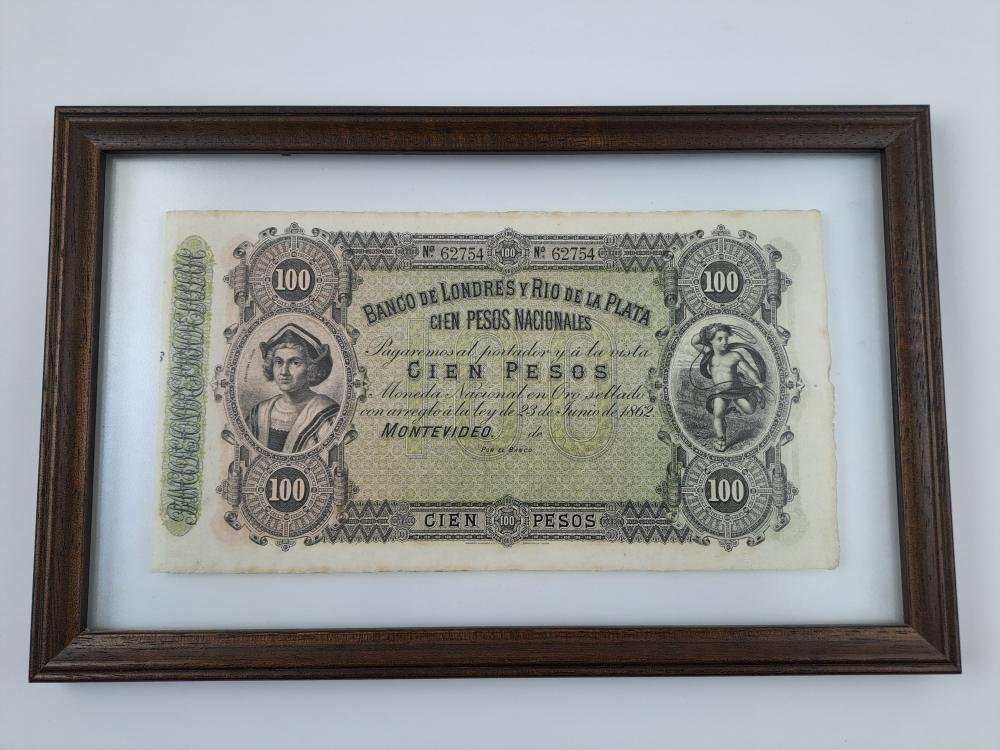 Nº 62754 100 Nº 62754
100
100
BANCO DE LONDRES Y RIO DE LA PLATA
CIEN PESOS NACIONALES
Pagaremos al portador y á la vista
CIEN PESOS
Moneda Nacional en Oro sellado
con arreglo á la ley de 23 de Junio de 1862.
MONTEVIDEO. de
POR EL BANCO
100
100
CIEN 100 PESOS